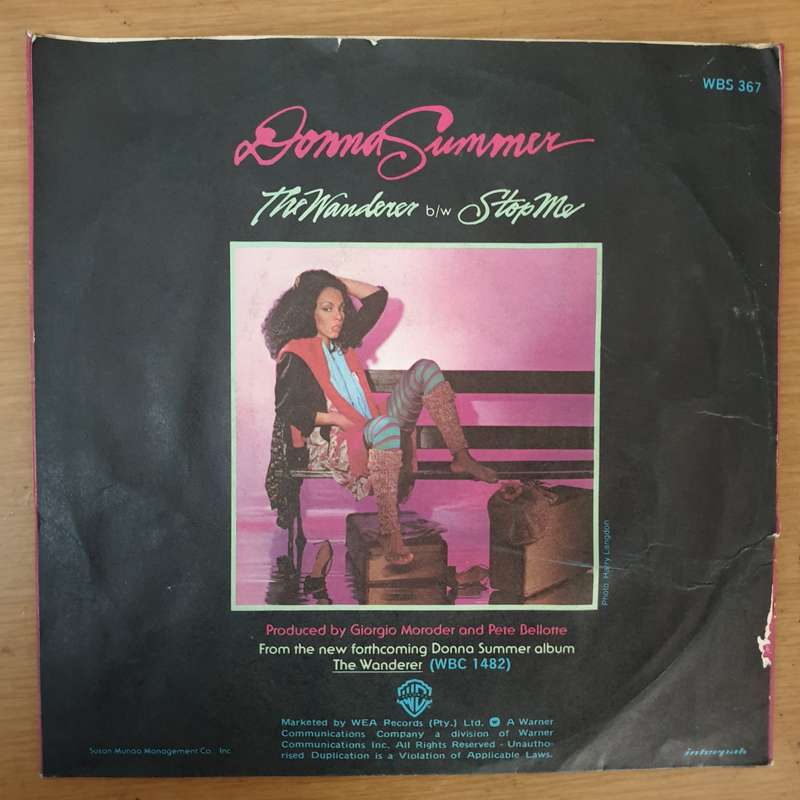 WBS 367
Donna Summer
The Wanderer b/w Stop Me
Photo: Harry Langdon
Produced by Giorgio Moroder and Pete Bellotte
From the new forthcoming Donna Summer album
The Wanderer (WBC 1482)
Marketed by WEA Records (Pty.) Ltd. A Warner
Communications Company a division of Warner
Communications Inc. All Rights Reserved - Unautho-
rised Duplication is a Violation of Applicable Laws.
Susan Munao Management Co., Inc.
interpak